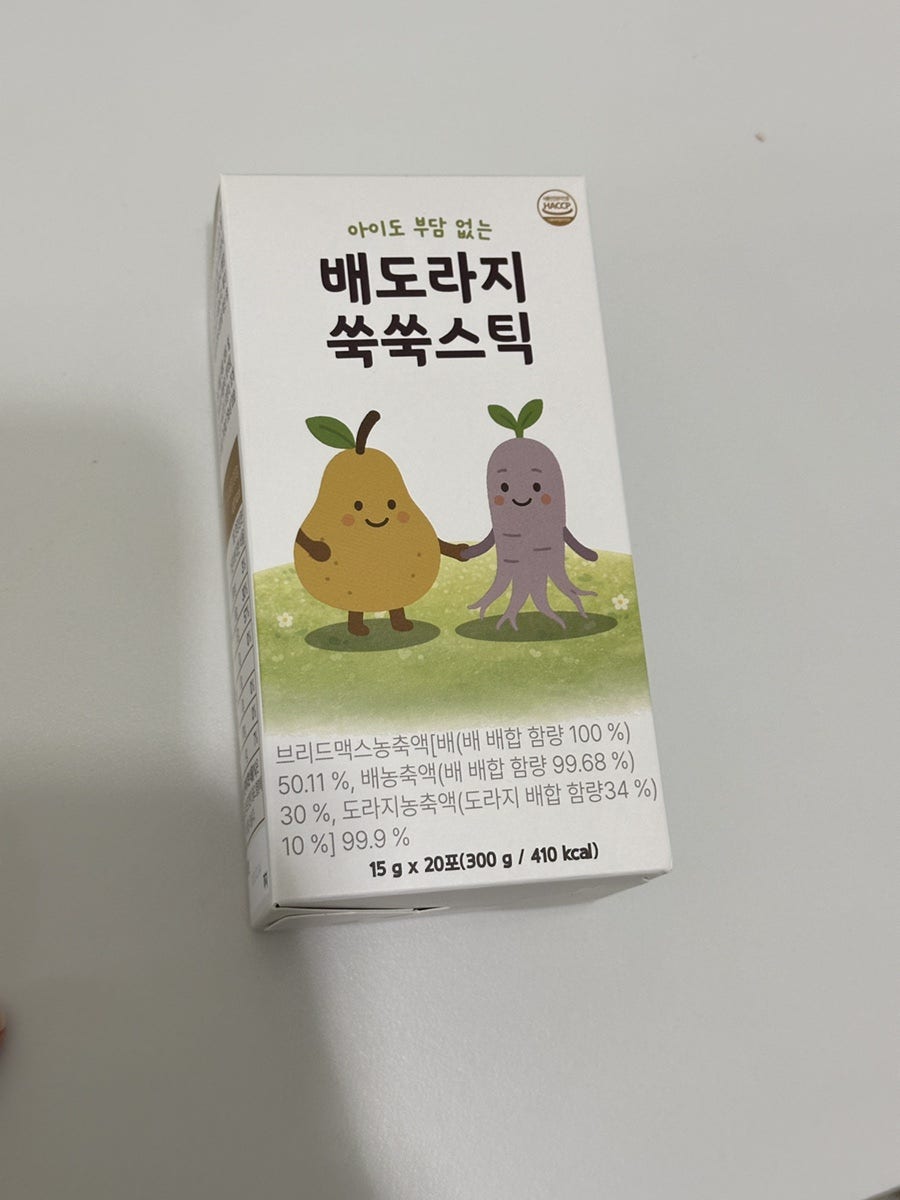 아이도 부담 없는
HACCP
배도라지
쑥쑥스틱
브리드맥스농축액[배(배 배합 함량 100 %)
50.11 %, 배농축액(배 배합 함량 99.68 %)
30 %, 도라지농축액(도라지 배합 함량34 %)
10 %] 99.9 %
15 g x 20포(300 g / 410 kcal)